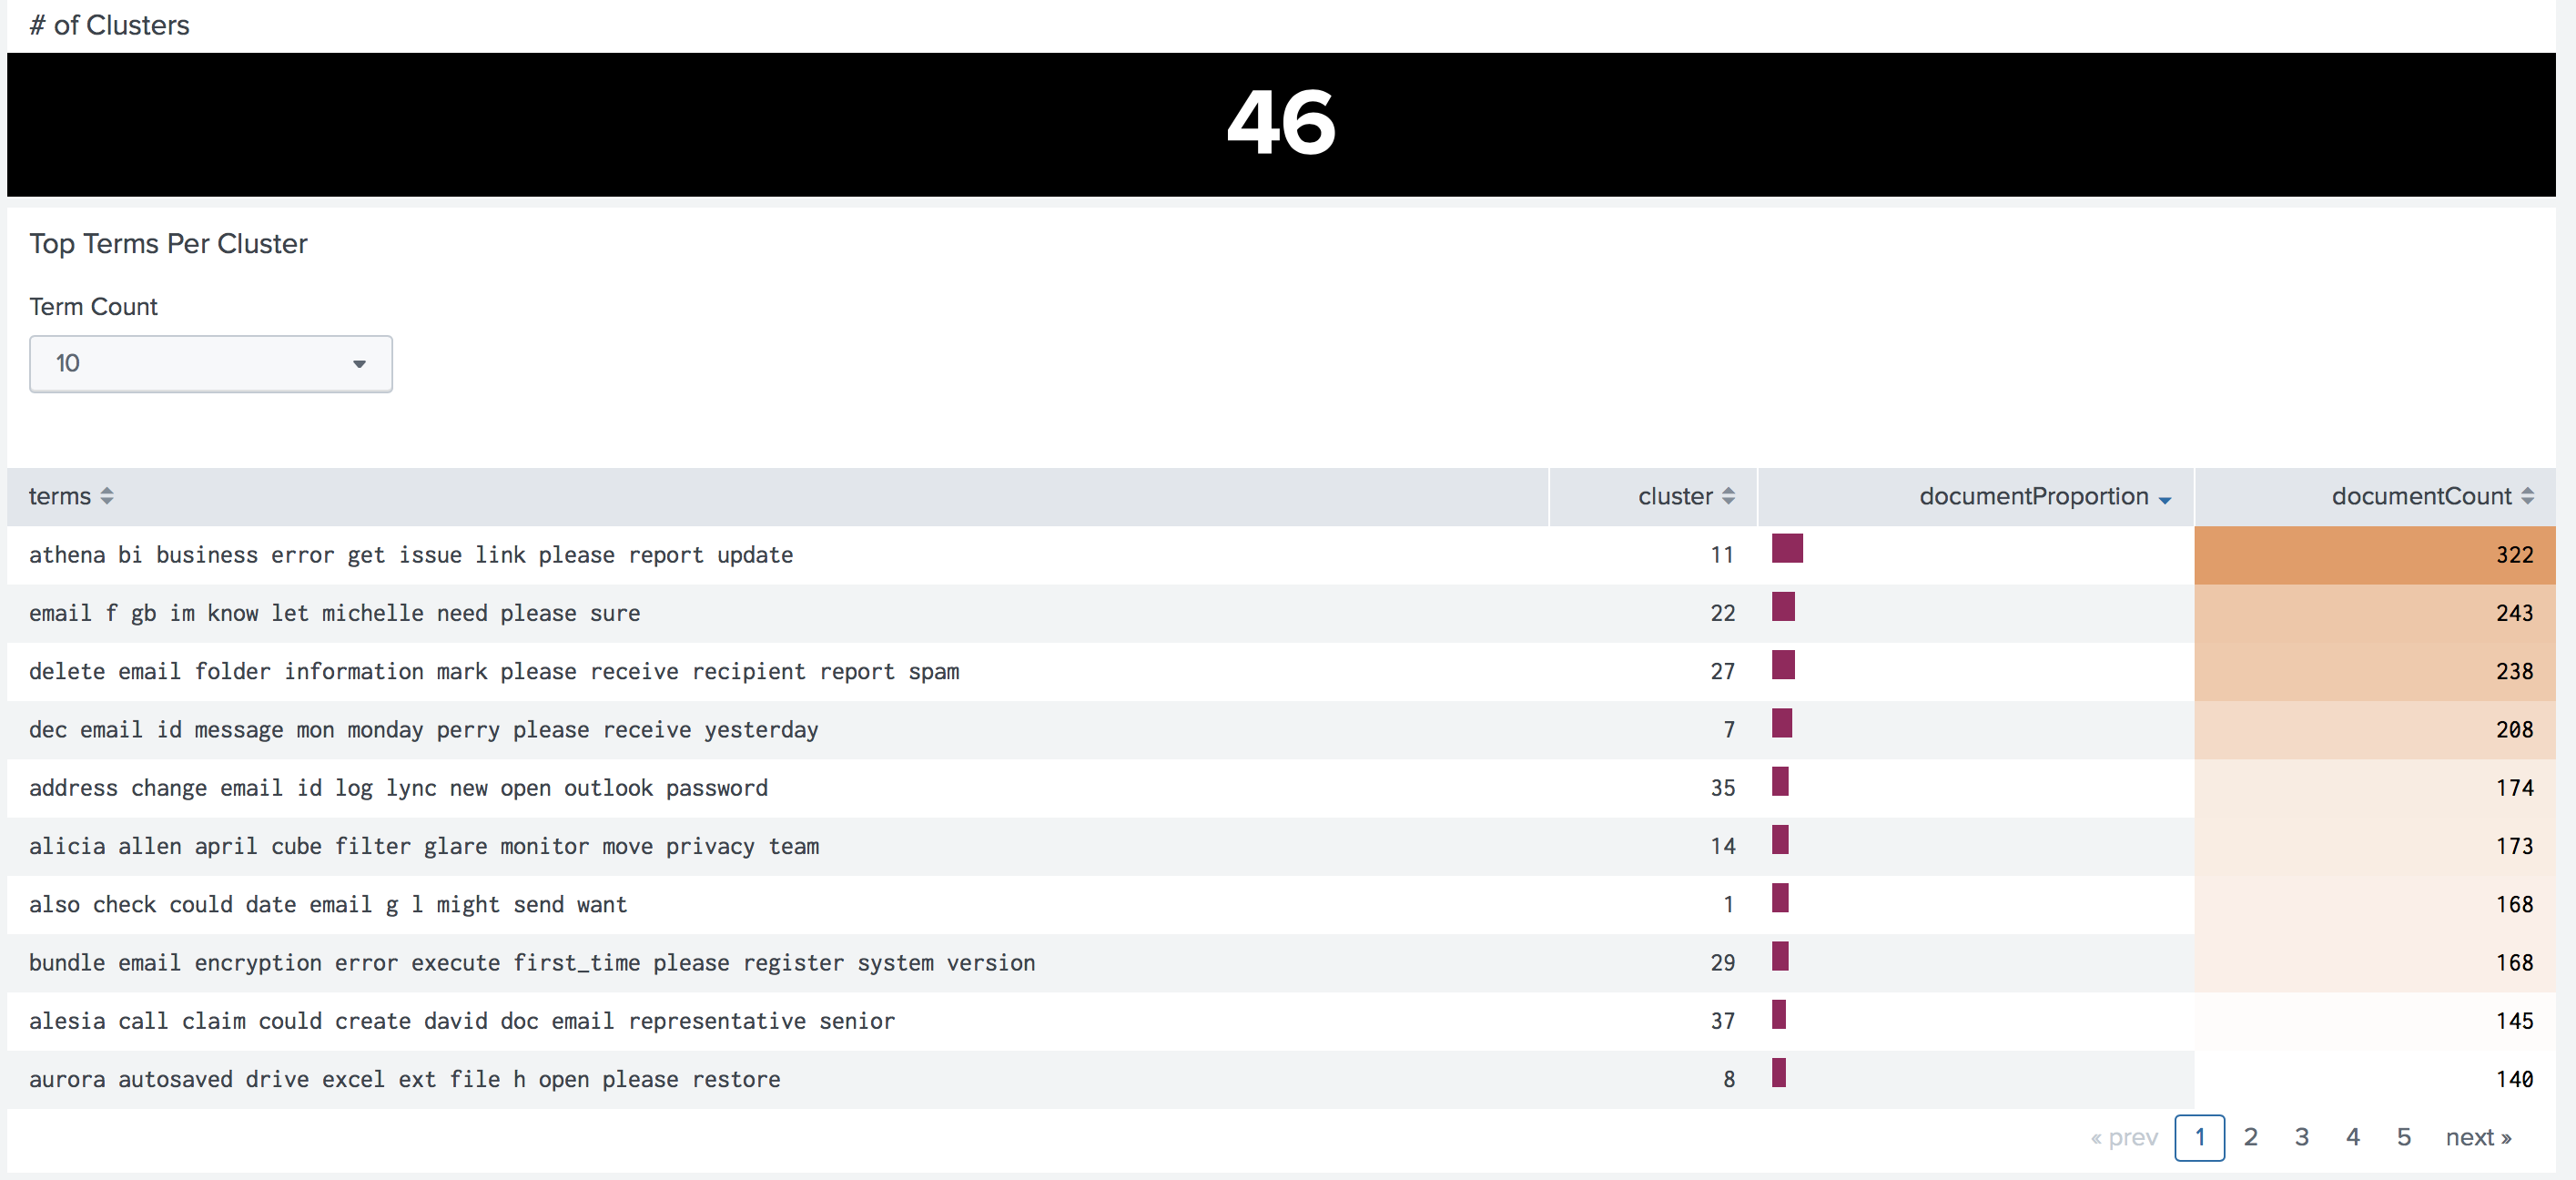 # of Clusters
46
Top Terms Per Cluster
Term Count
10
terms cluster documentProportion documentCount
athena bi business error get issue link please report update 11 322
email f gb im know let michelle need please sure 22 243
delete email folder information mark please receive recipient report spam 27 238
dec email id message mon monday perry please receive yesterday 7 208
address change email id log lync new open outlook password 35 174
alicia allen april cube filter glare monitor move privacy team 14 173
also check could date email g l might send want 1 168
bundle email encryption error execute first_time please register system version 29 168
alesia call claim could create david doc email representative senior 37 145
aurora autosaved drive excel ext file h open please restore 8 140
« prev 1 2 3 4 5 next »